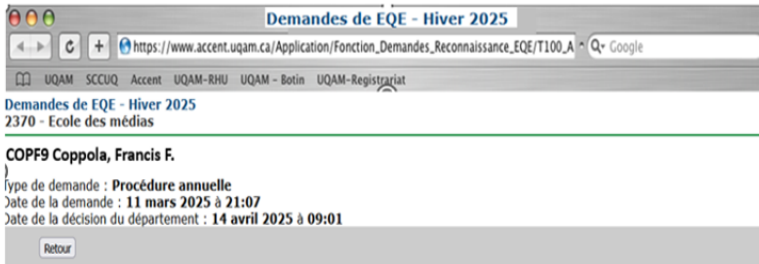 Demandes de EQE - Hiver 2025
https://www.accent.uqam.ca/Application/Fonction_Demandes_Reconnaissance_EQE/T100_A Google
UQAM SCCUQ Accent UQAM-RHU UQAM - Botin UQAM-Registrariat
Demandes de EQE - Hiver 2025
2370 - Ecole des médias
COPF9 Coppola, Francis F.
)
Type de demande : Procédure annuelle
Date de la demande : 11 mars 2025 à 21:07
Date de la décision du département : 14 avril 2025 à 09:01
Retour